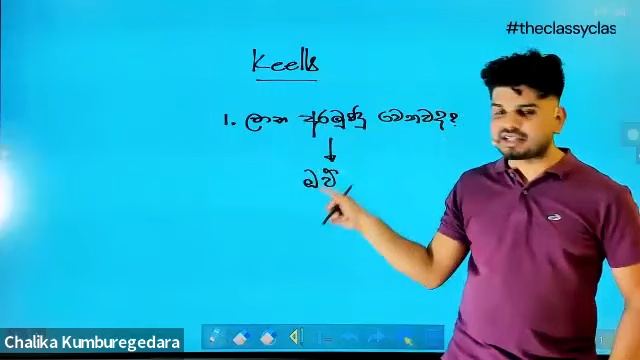 #theclassyclas
Keells
1. ලාභ අරමුණු වෙනවද?
ඔව්
Chalika Kumburegedara